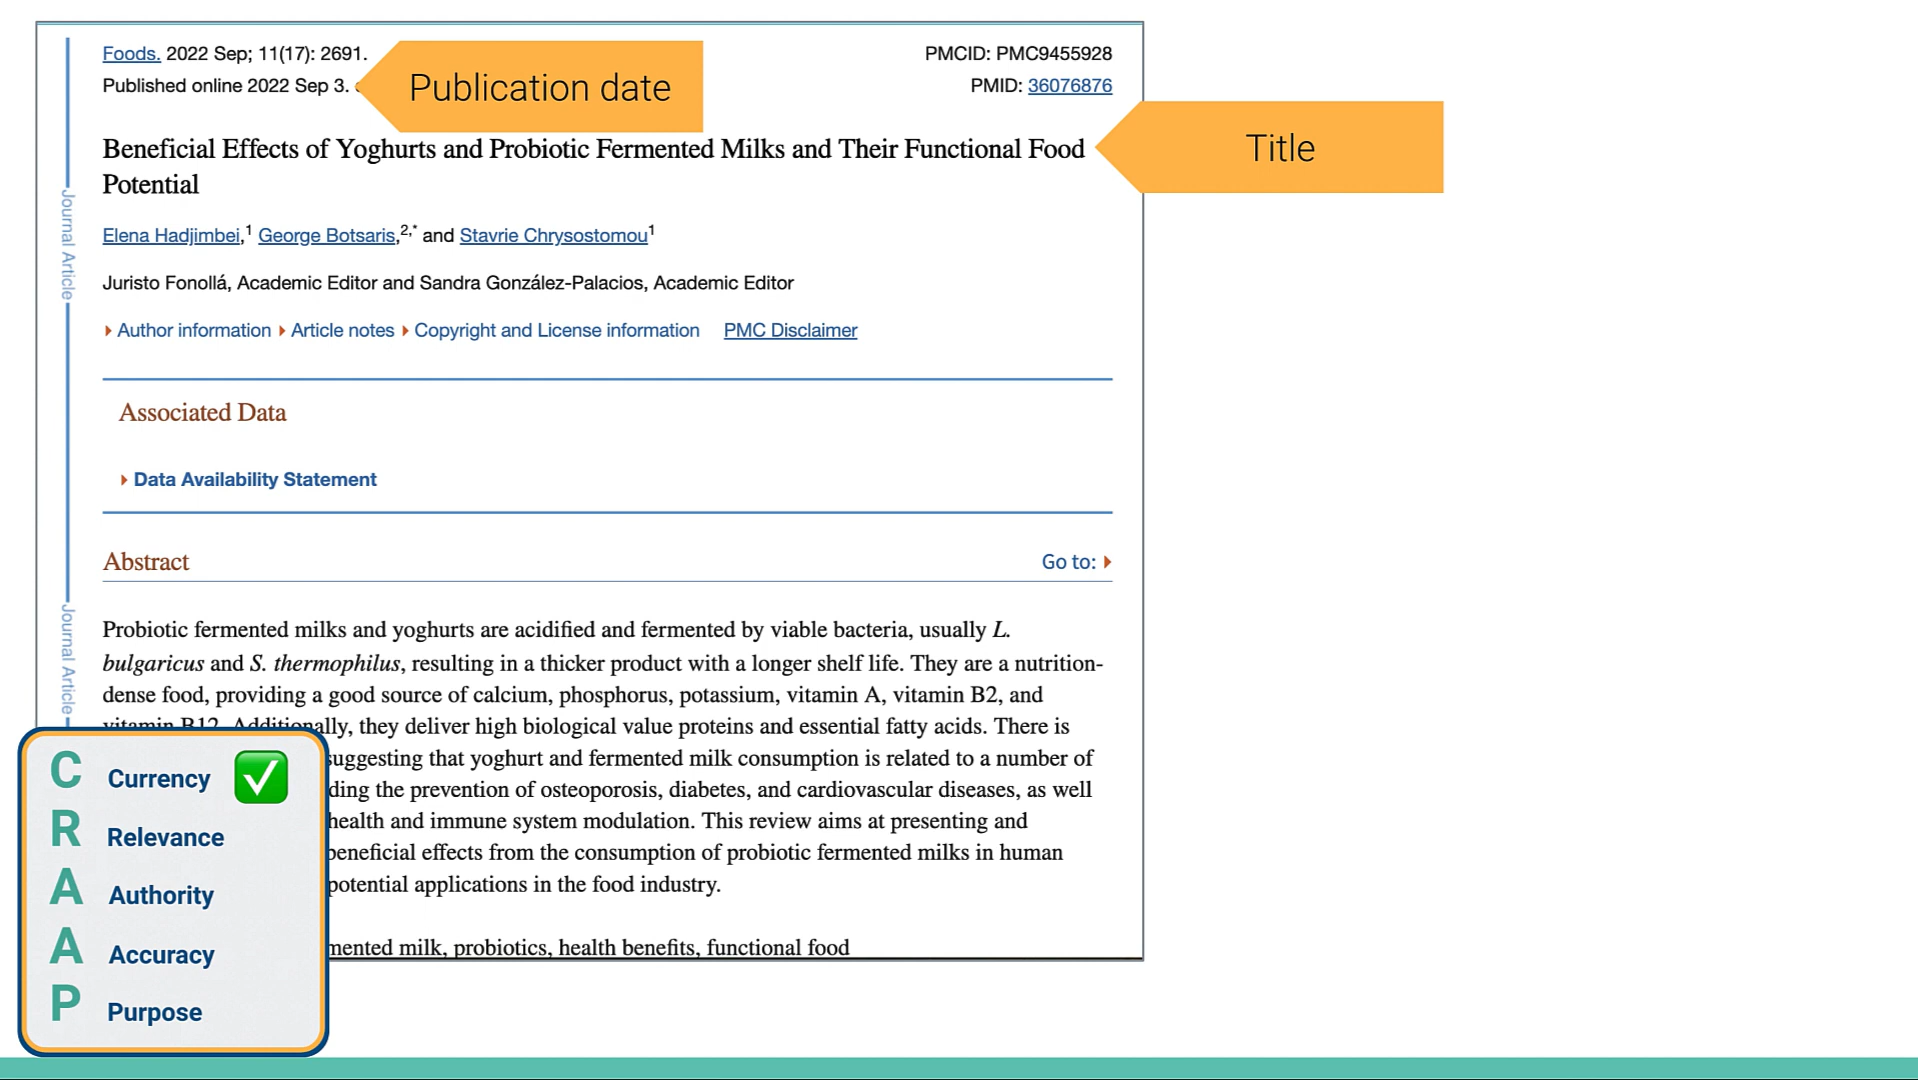 Foods. 2022 Sep; 11(17): 2691.
PMCID: PMC9455928
Published online 2022 Sep 3.
PMID: 36076876
Publication date
Title
Beneficial Effects of Yoghurts and Probiotic Fermented Milks and Their Functional Food
Potential
Elena Hadjimbei,1 George Botsaris,2,* and Stavrie Chrysostomou1
Juristo Fonollá, Academic Editor and Sandra González-Palacios, Academic Editor
Author information Article notes Copyright and License information PMC Disclaimer
Associated Data
Data Availability Statement
Abstract
Go to:
Probiotic fermented milks and yoghurts are acidified and fermented by viable bacteria, usually L.
bulgaricus and S. thermophilus, resulting in a thicker product with a longer shelf life. They are a nutrition-
dense food, providing a good source of calcium, phosphorus, potassium, vitamin A, vitamin B2, and
vitamin B12. Additionally, they deliver high biological value proteins and essential fatty acids. There is
suggesting that yoghurt and fermented milk consumption is related to a number of
ding the prevention of osteoporosis, diabetes, and cardiovascular diseases, as well
health and immune system modulation. This review aims at presenting and
beneficial effects from the consumption of probiotic fermented milks in human
potential applications in the food industry.
mented milk, probiotics, health benefits, functional food
Journal Article
Journal Article
C Currency
R Relevance
A Authority
A Accuracy
P Purpose